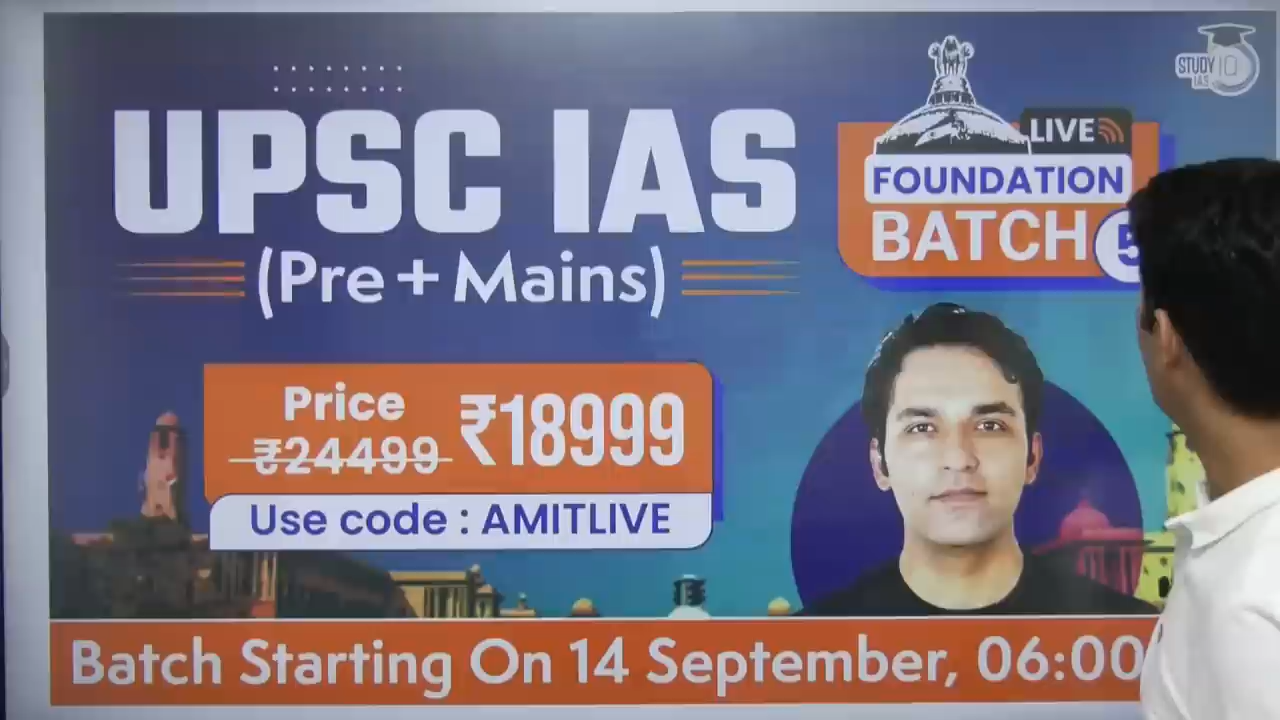 UPSC IAS
(Pre + Mains)
LIVE
FOUNDATION
BATCH 5
Price
₹24499 ₹18999
Use code : AMITLIVE
Batch Starting On 14 September, 06:00
STUDY IQ
IAS